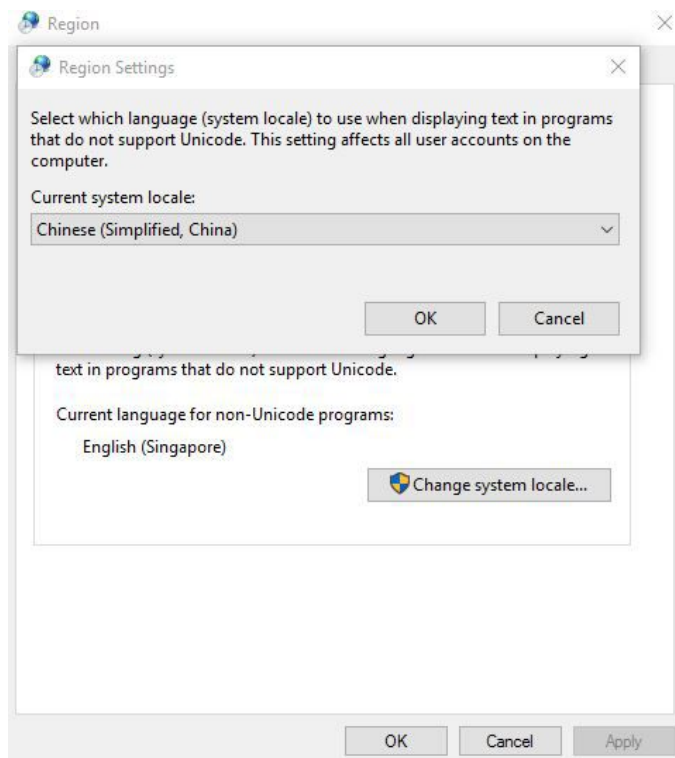 Region
Region Settings
Select which language (system locale) to use when displaying text in programs
that do not support Unicode. This setting affects all user accounts on the
computer.
Current system locale:
Chinese (Simplified, China)
OK
Cancel
text in programs that do not support Unicode.
Current language for non-Unicode programs:
English (Singapore)
Change system locale...
OK
Cancel
Apply